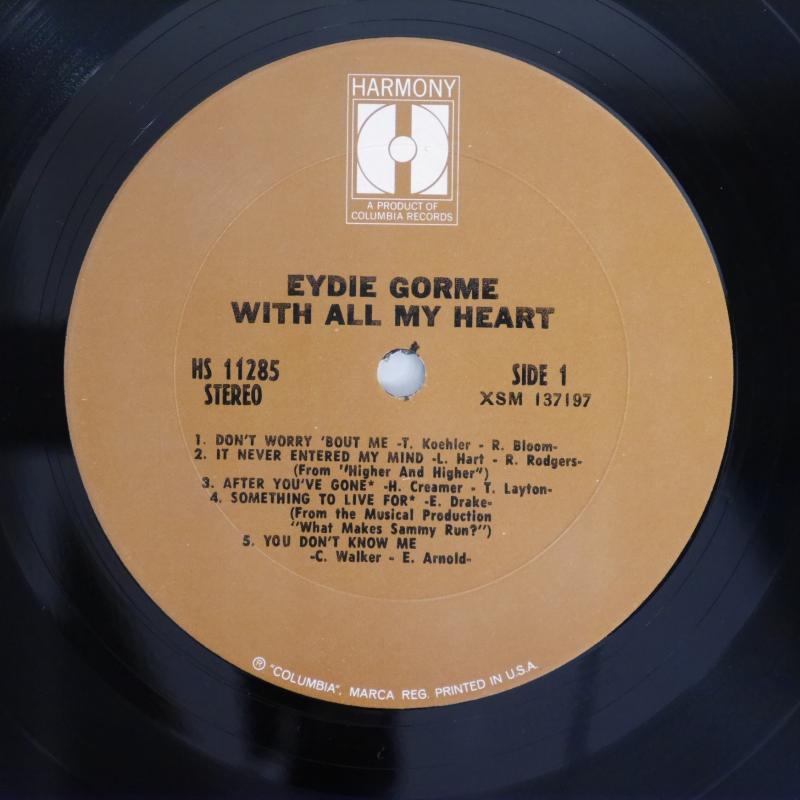 HARMONY
H
A PRODUCT OF
COLUMBIA RECORDS
EYDIE GORME
WITH ALL MY HEART
HS 11285
STEREO
SIDE 1
XSM 137197
1. DON'T WORRY 'BOUT ME -T. Koehler - R. Bloom-
2. IT NEVER ENTERED MY MIND -L. Hart - R. Rodgers-
(From "Higher And Higher")
3. AFTER YOU'VE GONE* -H. Creamer - T. Layton-
4. SOMETHING TO LIVE FOR* -E. Drake-
(From the Musical Production
"What Makes Sammy Run?")
5. YOU DON'T KNOW ME
-C. Walker - E. Arnold-
® "COLUMBIA", MARCA REG. PRINTED IN U.S.A.